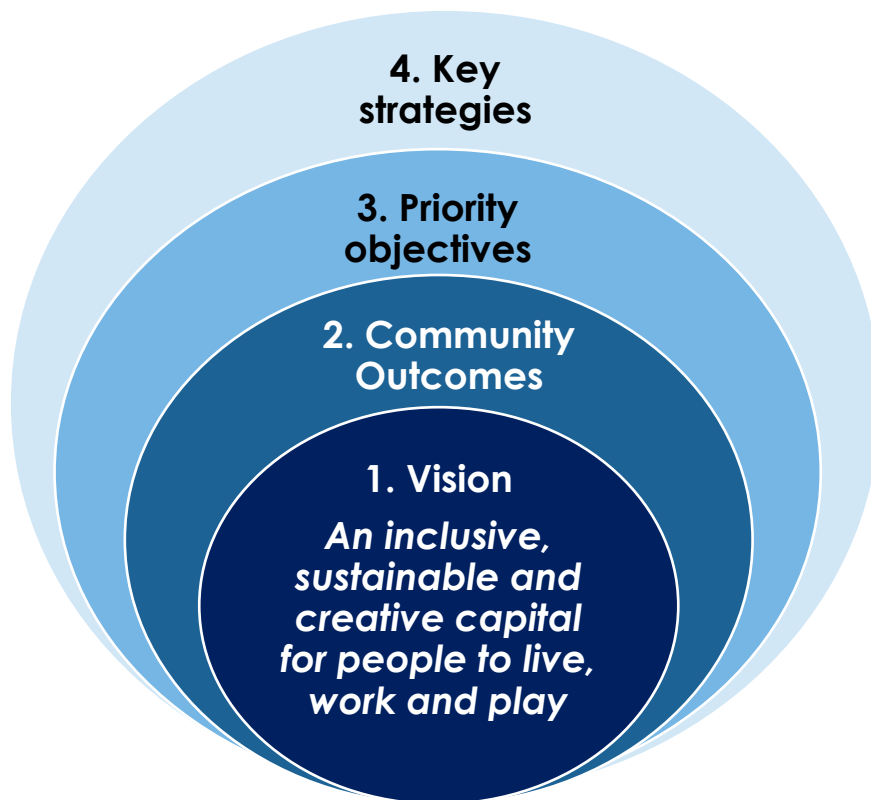 4. Key
strategies
3. Priority
objectives
2. Community
Outcomes
1. Vision
An inclusive,
sustainable and
creative capital
for people to live,
work and play